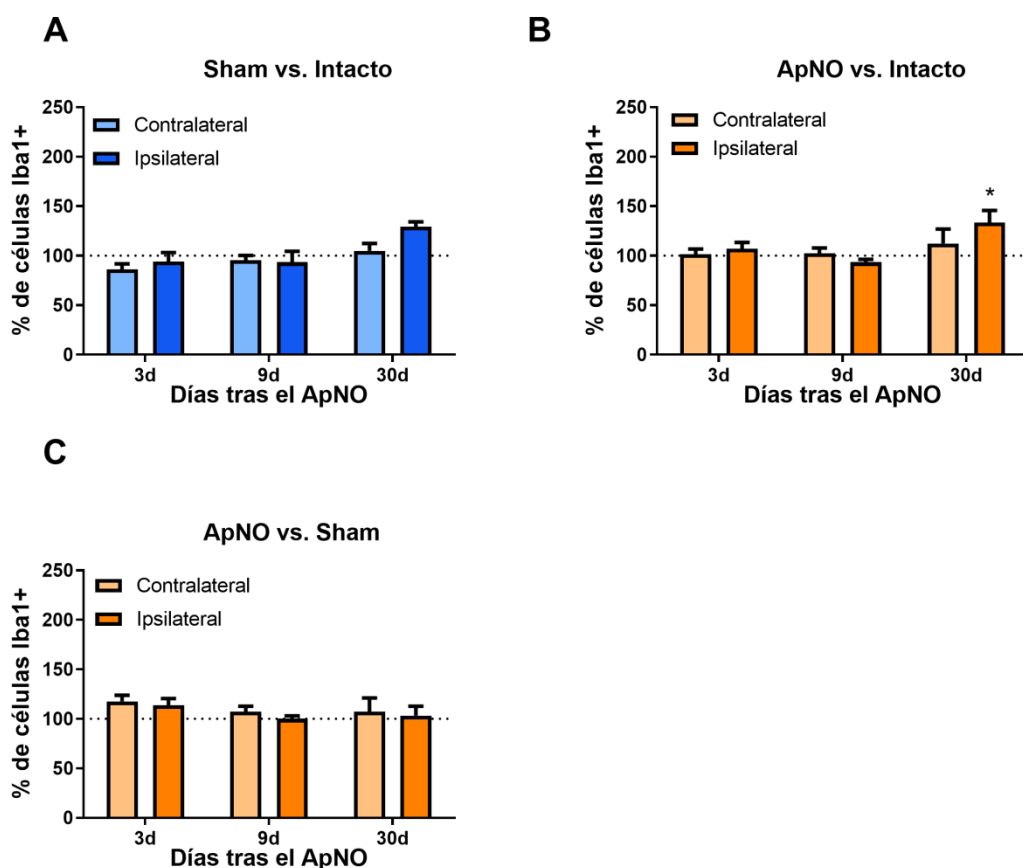 A
Sham vs. Intacto
250
200
150
100
50
0
% de células Iba1+
Contralateral
Ipsilateral
3d
9d
30d
Días tras el ApNO
B
ApNO vs. Intacto
250
200
150
100
50
0
% de células Iba1+
Contralateral
Ipsilateral
*
3d
9d
30d
Días tras el ApNO
C
ApNO vs. Sham
250
200
150
100
50
0
% de células Iba1+
Contralateral
Ipsilateral
3d
9d
30d
Días tras el ApNO